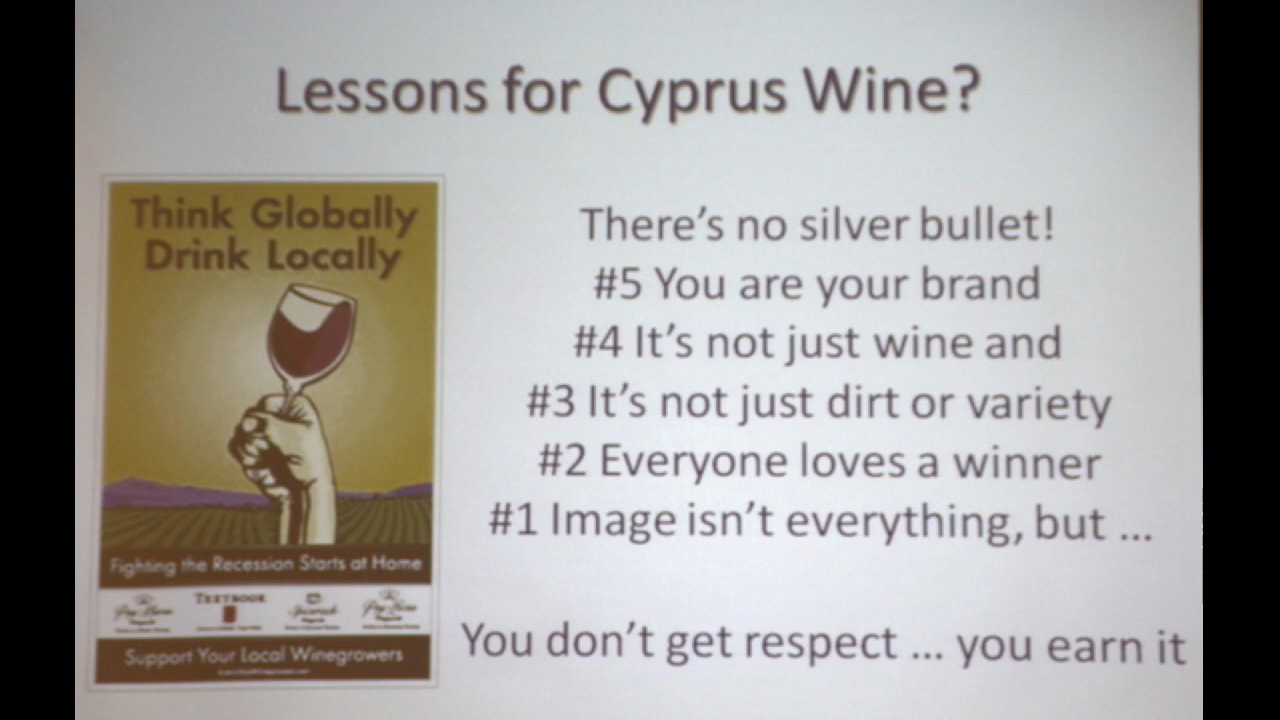 Lessons for Cyprus Wine?
Think Globally
Drink Locally
Fighting the Recession Starts at Home
TEXTBOOK
Support Your Local Winegrowers
There's no silver bullet!
#5 You are your brand
#4 It's not just wine and
#3 It's not just dirt or variety
#2 Everyone loves a winner
#1 Image isn't everything, but ...
You don't get respect ... you earn it